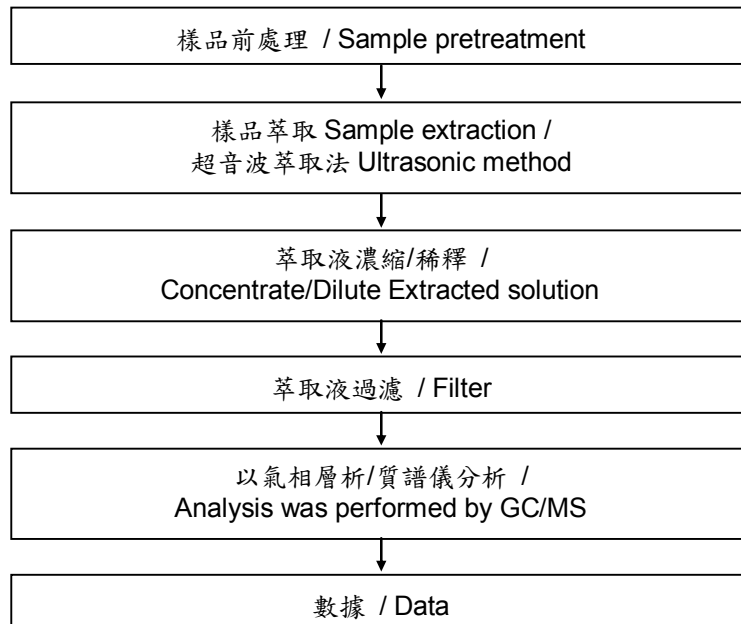 樣品前處理 / Sample pretreatment
樣品萃取 Sample extraction /
超音波萃取法 Ultrasonic method
萃取液濃縮/稀釋 /
Concentrate/Dilute Extracted solution
萃取液過濾 / Filter
以氣相層析/質譜儀分析 /
Analysis was performed by GC/MS
數據 / Data